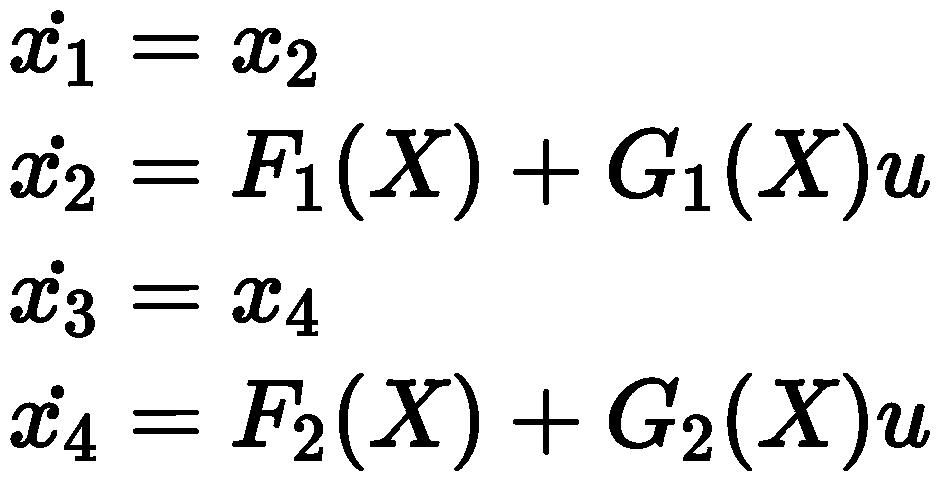 ẋ₁ = x₂
ẋ₂ = F₁(X) + G₁(X)u
ẋ₃ = x₄
ẋ₄ = F₂(X) + G₂(X)u